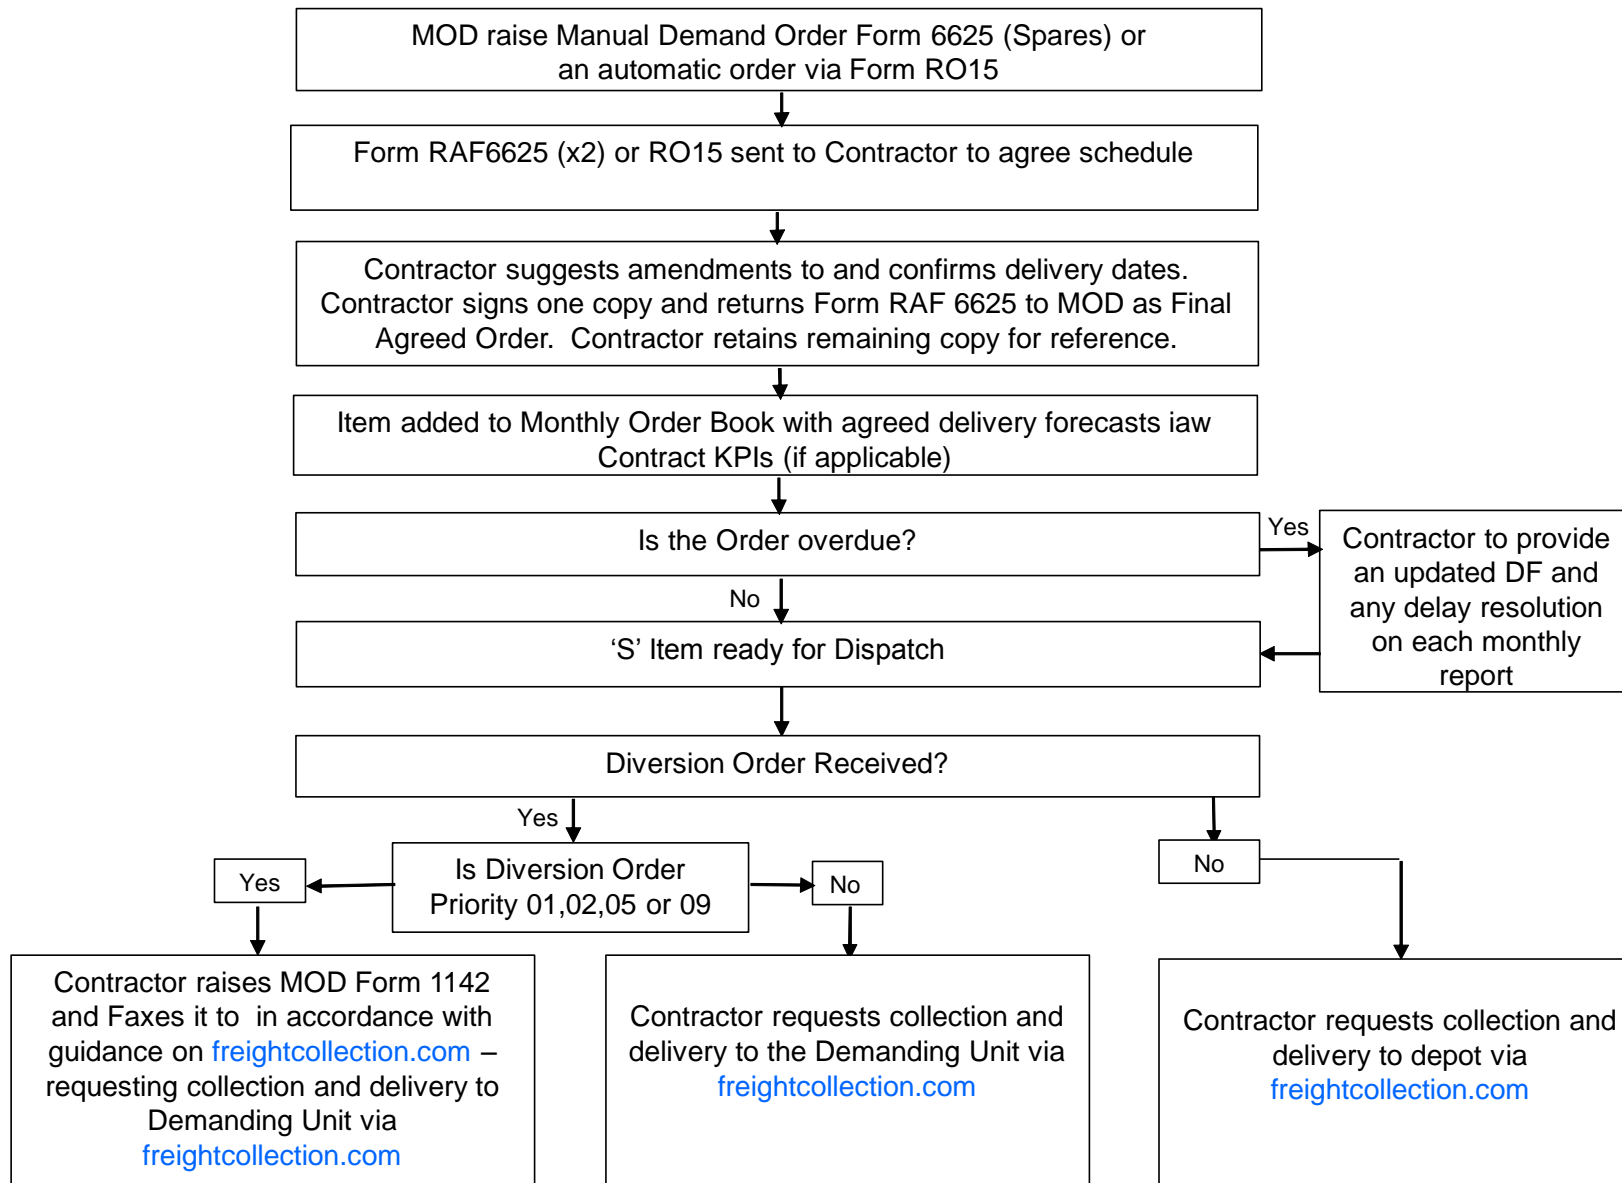 MOD raise Manual Demand Order Form 6625 (Spares) or
an automatic order via Form RO15
Form RAF6625 (x2) or RO15 sent to Contractor to agree schedule
Contractor suggests amendments to and confirms delivery dates.
Contractor signs one copy and returns Form RAF 6625 to MOD as Final
Agreed Order.  Contractor retains remaining copy for reference.
Item added to Monthly Order Book with agreed delivery forecasts iaw
Contract KPIs (if applicable)
Is the Order overdue?
Yes
Contractor to provide
an updated DF and
any delay resolution
on each monthly
report
No
‘S’ Item ready for Dispatch
Diversion Order Received?
Yes
No
Is Diversion Order
Priority 01,02,05 or 09
Yes
No
Contractor raises MOD Form 1142
and Faxes it to  in accordance with
guidance on freightcollection.com –
requesting collection and delivery to
Demanding Unit via
freightcollection.com
Contractor requests collection and
delivery to the Demanding Unit via
freightcollection.com
Contractor requests collection and
delivery to depot via
freightcollection.com